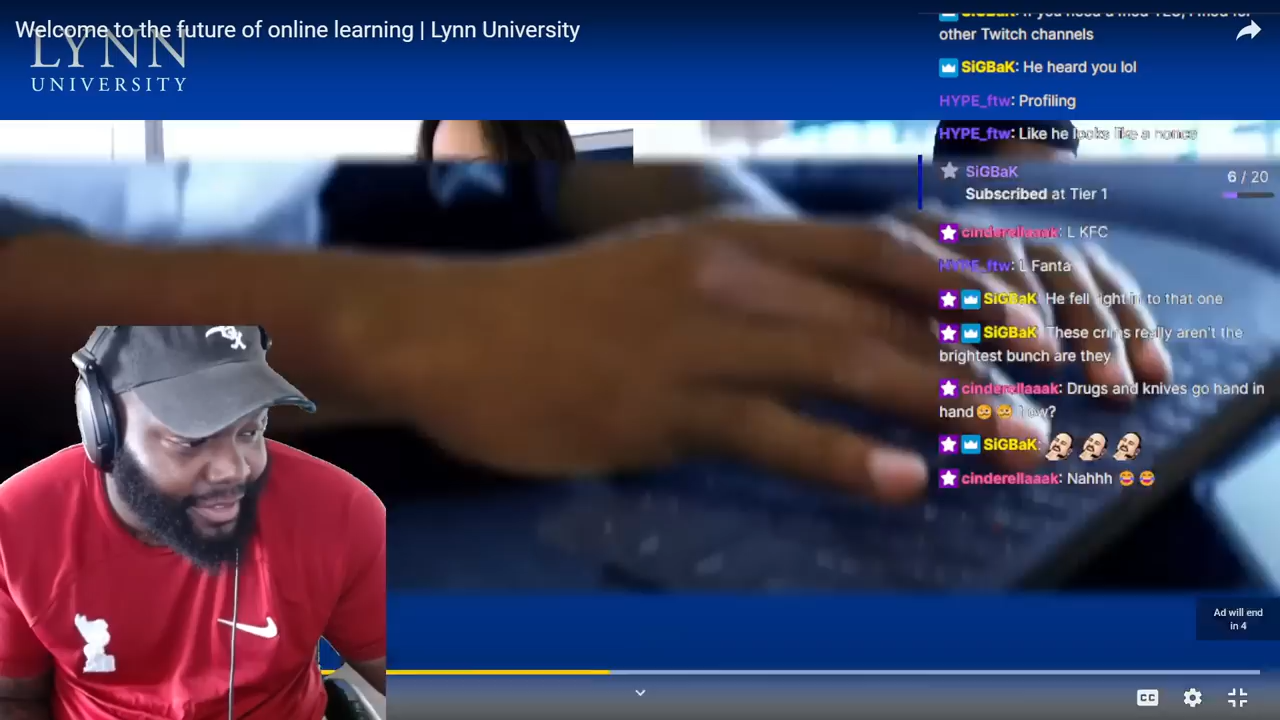 Welcome to the future of online learning | Lynn University
LYNN
UNIVERSITY
other Twitch channels
SiGBaK: He heard you lol
HYPE_ftw: Profiling
HYPE_ftw: Like he looks like a nonce
SiGBaK
Subscribed at Tier 1
6 / 20
cinderellaaak: L KFC
HYPE_ftw: L Fanta
SiGBaK: He fell right in to that one
SiGBaK: These crims really aren't the
brightest bunch are they
cinderellaaak: Drugs and knives go hand in
hand
SiGBaK:
cinderellaaak: Nahhh
Ad will end
in 4
CC